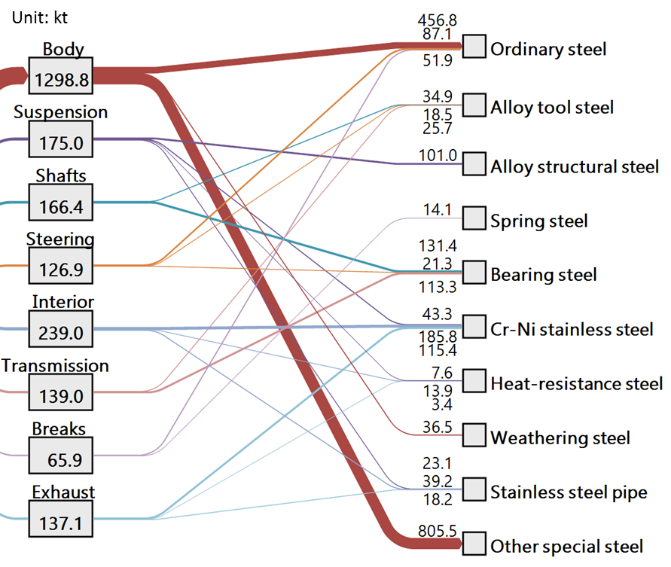 Unit: kt
Body
1298.8
Suspension
175.0
Shafts
166.4
Steering
126.9
Interior
239.0
Transmission
139.0
Breaks
65.9
Exhaust
137.1
456.8
87.1
51.9
Ordinary steel
34.9
18.5
25.7
Alloy tool steel
101.0
Alloy structural steel
14.1
Spring steel
131.4
21.3
113.3
Bearing steel
43.3
185.8
115.4
Cr-Ni stainless steel
7.6
13.9
3.4
Heat-resistance steel
36.5
Weathering steel
23.1
39.2
18.2
Stainless steel pipe
805.5
Other special steel